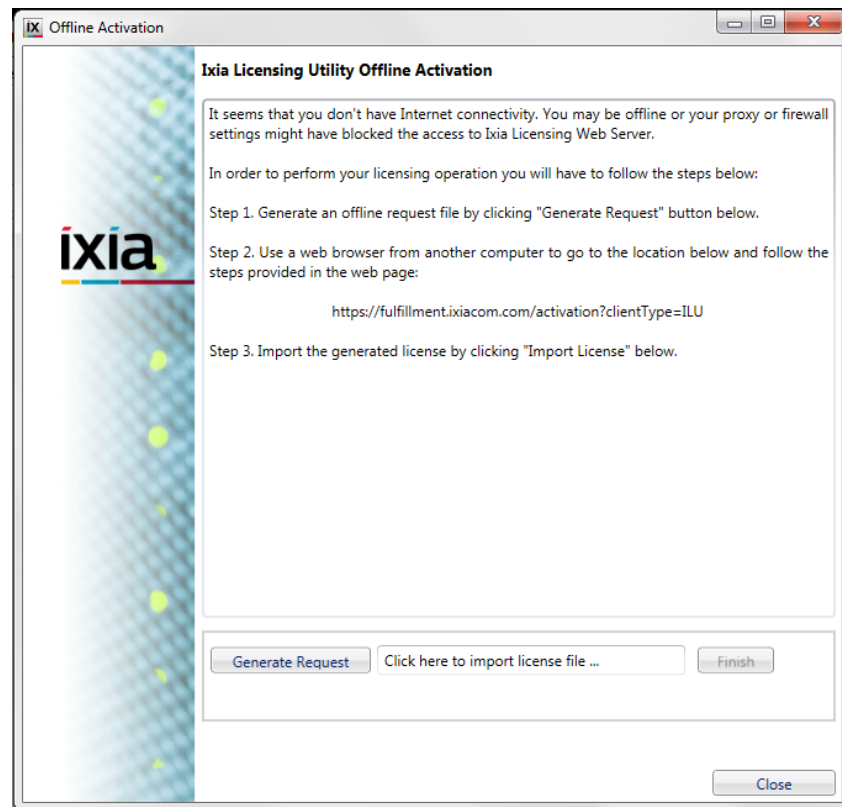 IX Offline Activation
Ixia Licensing Utility Offline Activation
It seems that you don't have Internet connectivity. You may be offline or your proxy or firewall
settings might have blocked the access to Ixia Licensing Web Server.
In order to perform your licensing operation you will have to follow the steps below:
Step 1. Generate an offline request file by clicking "Generate Request" button below.
Step 2. Use a web browser from another computer to go to the location below and follow the
steps provided in the web page:
https://fulfillment.ixiacom.com/activation?clientType=ILU
Step 3. Import the generated license by clicking "Import License" below.
ixia
Generate Request Click here to import license file ... Finish
Close